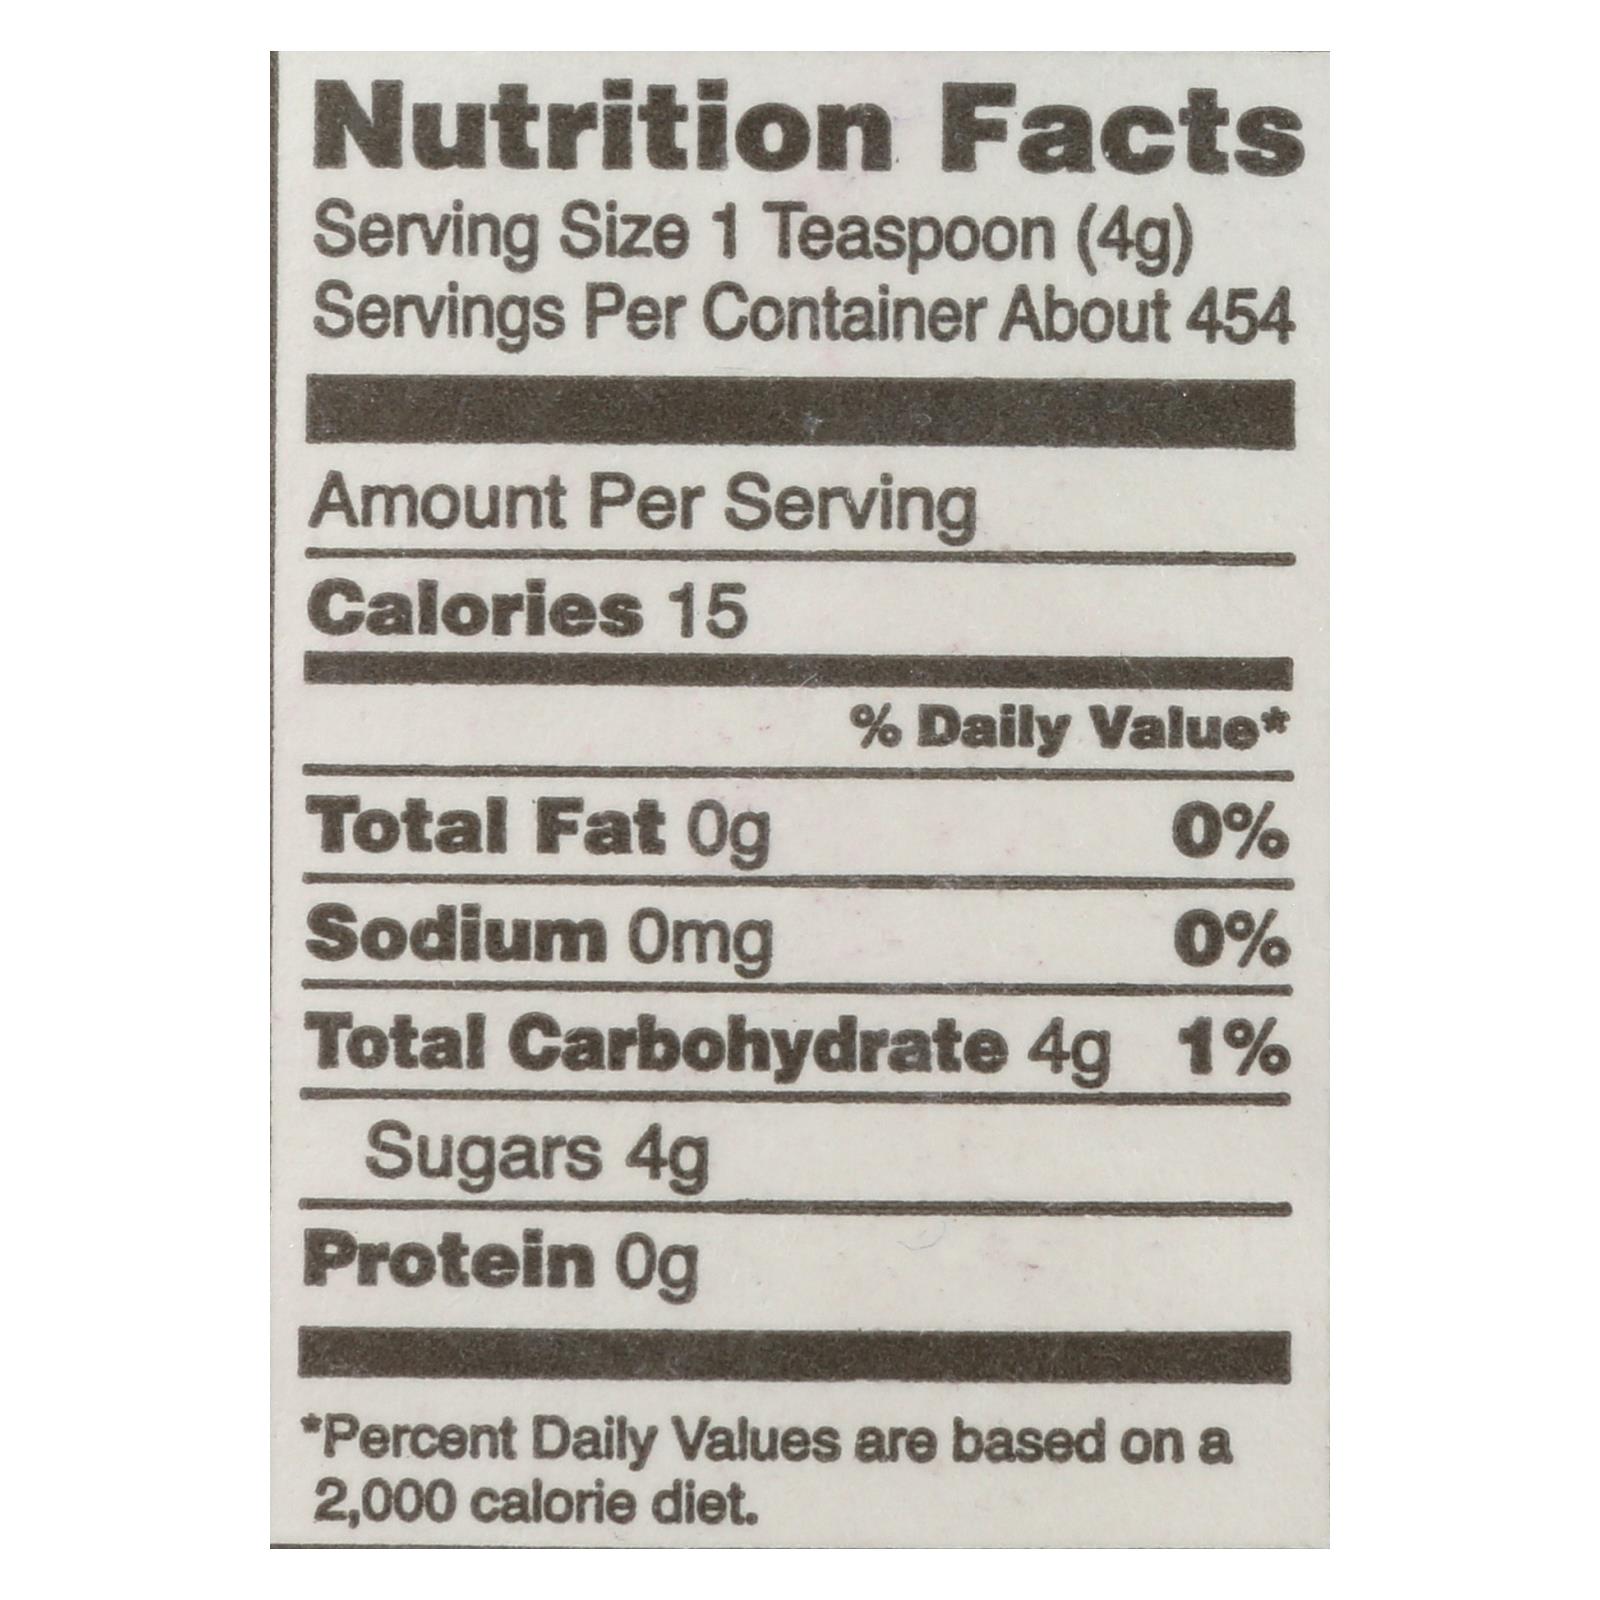 Nutrition Facts
Serving Size 1 Teaspoon (4g)
Servings Per Container About 454
Amount Per Serving
Calories 15
% Daily Value*
Total Fat 0g 0%
Sodium 0mg 0%
Total Carbohydrate 4g 1%
Sugars 4g
Protein 0g
*Percent Daily Values are based on a
2,000 calorie diet.